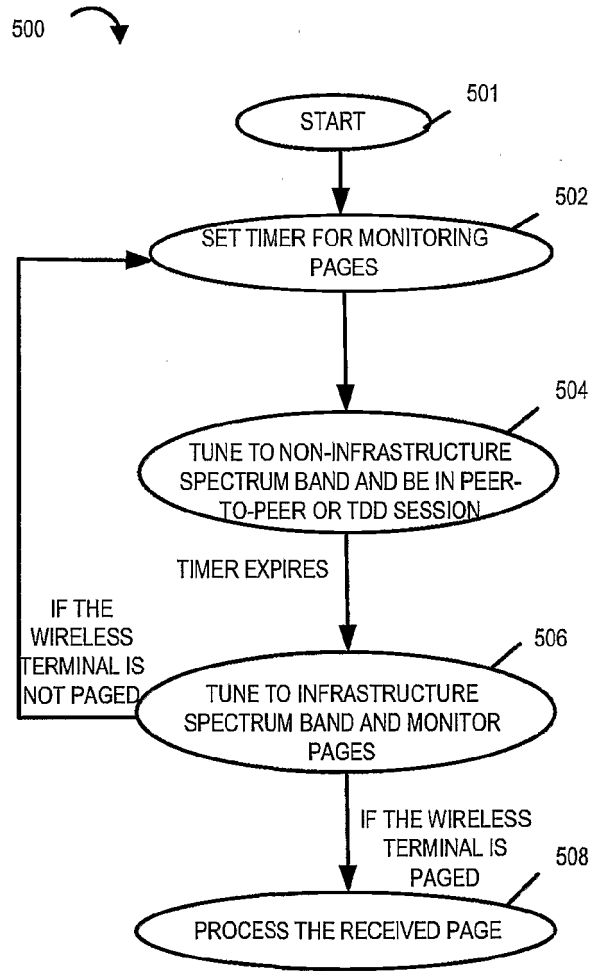 500
501
START
502
SET TIMER FOR MONITORING
PAGES
504
TUNE TO NON-INFRASTRUCTURE
SPECTRUM BAND AND BE IN PEER-
TO-PEER OR TDD SESSION
TIMER EXPIRES
IF THE
WIRELESS
TERMINAL IS
NOT PAGED
506
TUNE TO INFRASTRUCTURE
SPECTRUM BAND AND MONITOR
PAGES
IF THE WIRELESS
TERMINAL IS
PAGED
508
PROCESS THE RECEIVED PAGE